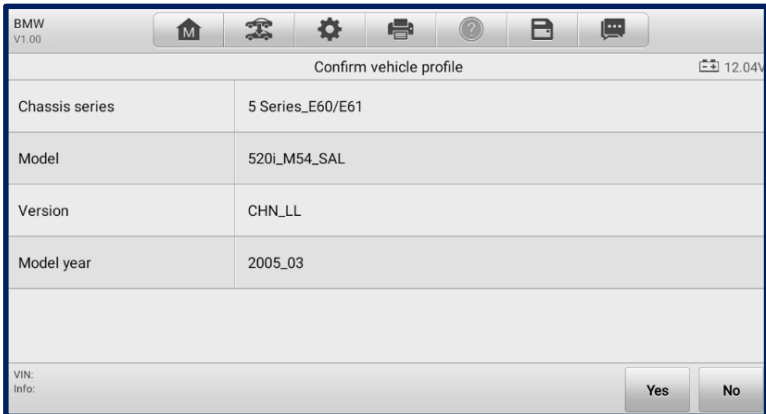 BMW
V1.00
M
Confirm vehicle profile
12.04V
Chassis series 5 Series_E60/E61
Model 520i_M54_SAL
Version CHN_LL
Model year 2005_03
VIN:
Info:
Yes No